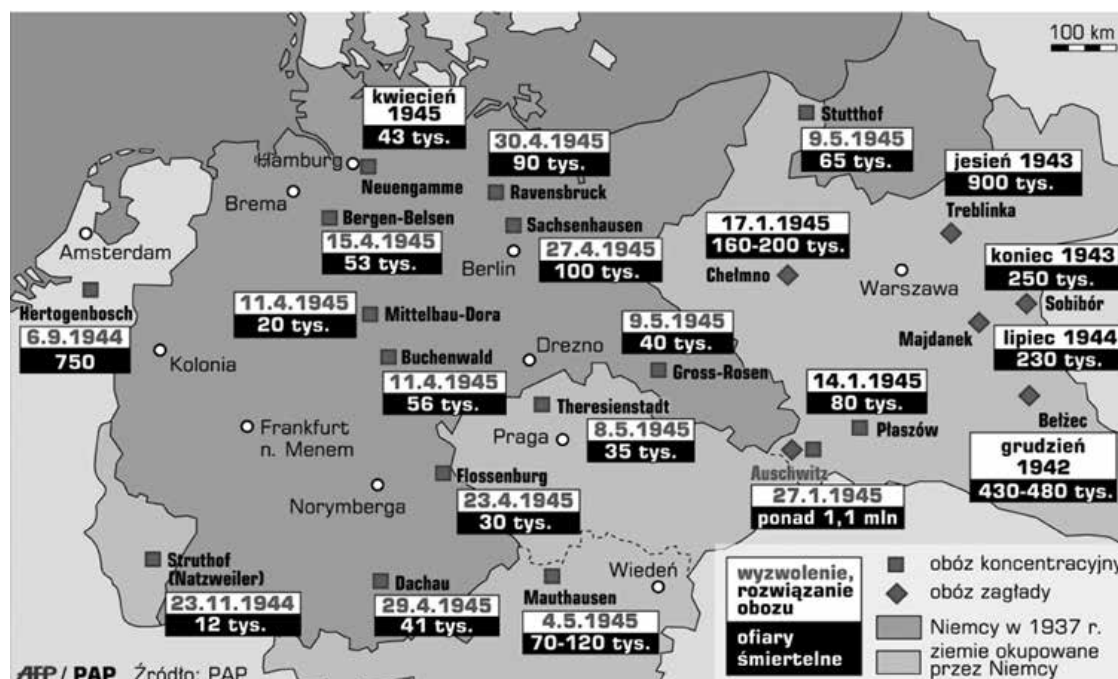 100 km
kwiecień
1945
43 tys.
Hamburg
Neuengamme
Brema
30.4.1945
90 tys.
Ravensbruck
Stutthof
9.5.1945
65 tys.
jesień 1943
900 tys.
Treblinka
Bergen-Belsen
15.4.1945
53 tys.
Sachsenhausen
27.4.1945
100 tys.
Berlin
17.1.1945
160-200 tys.
Chełmno
Warszawa
koniec 1943
250 tys.
Sobibór
Amsterdam
Hertogenbosch
6.9.1944
750
Kolonia
11.4.1945
20 tys.
Mittelbau-Dora
Majdanek
lipiec 1944
230 tys.
Buchenwald
11.4.1945
56 tys.
Drezno
9.5.1945
40 tys.
Gross-Rosen
Theresienstadt
8.5.1945
35 tys.
Praga
14.1.1945
80 tys.
Płaszów
Bełżec
grudzień
1942
430-480 tys.
Frankfurt
n. Menem
Norymberga
Flossenburg
23.4.1945
30 tys.
Auschwitz
27.1.1945
ponad 1,1 mln
Struthof
(Natzweiler)
23.11.1944
12 tys.
Dachau
29.4.1945
41 tys.
Mauthausen
4.5.1945
70-120 tys.
Wiedeń
wyzwolenie,
rozwiązanie
obozu
ofiary
śmiertelne
obóz koncentracyjny
obóz zagłady
Niemcy w 1937 r.
ziemie okupowane
przez Niemcy
AFP / PAP Źródło: PAP